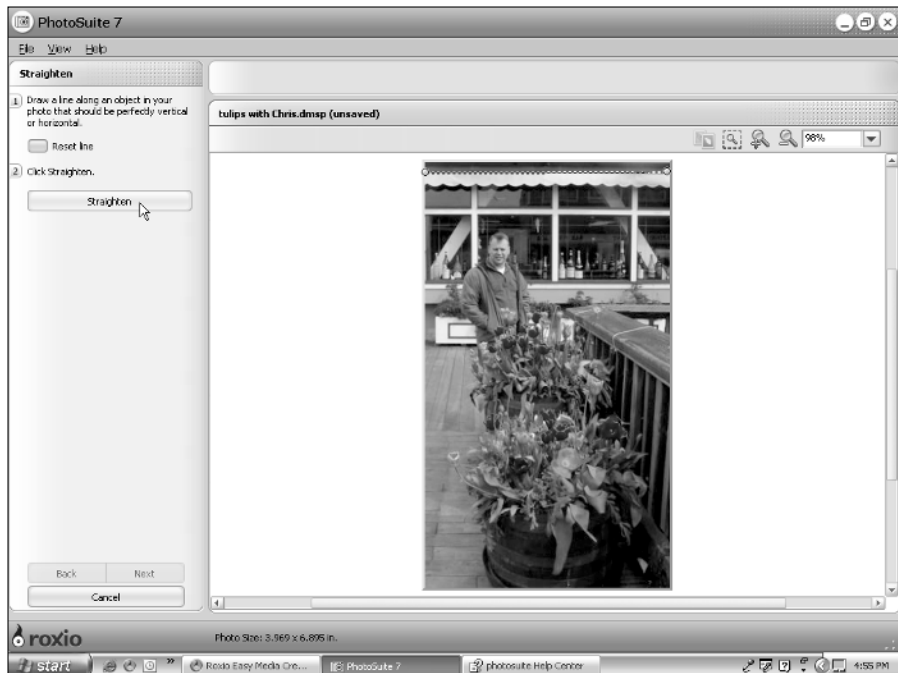 PhotoSuite 7
File View Help
Straighten
1 Draw a line along an object in your
photo that should be perfectly vertical
or horizontal.
Reset line
2 Click Straighten.
Straighten
tulips with Chris.dmsp (unsaved)
98%
Back Next
Cancel
roxio
Photo Size: 3.969 x 6.895 in.
start
Roxio Easy Media Cre...
PhotoSuite 7
photosuite Help Center
4:55 PM